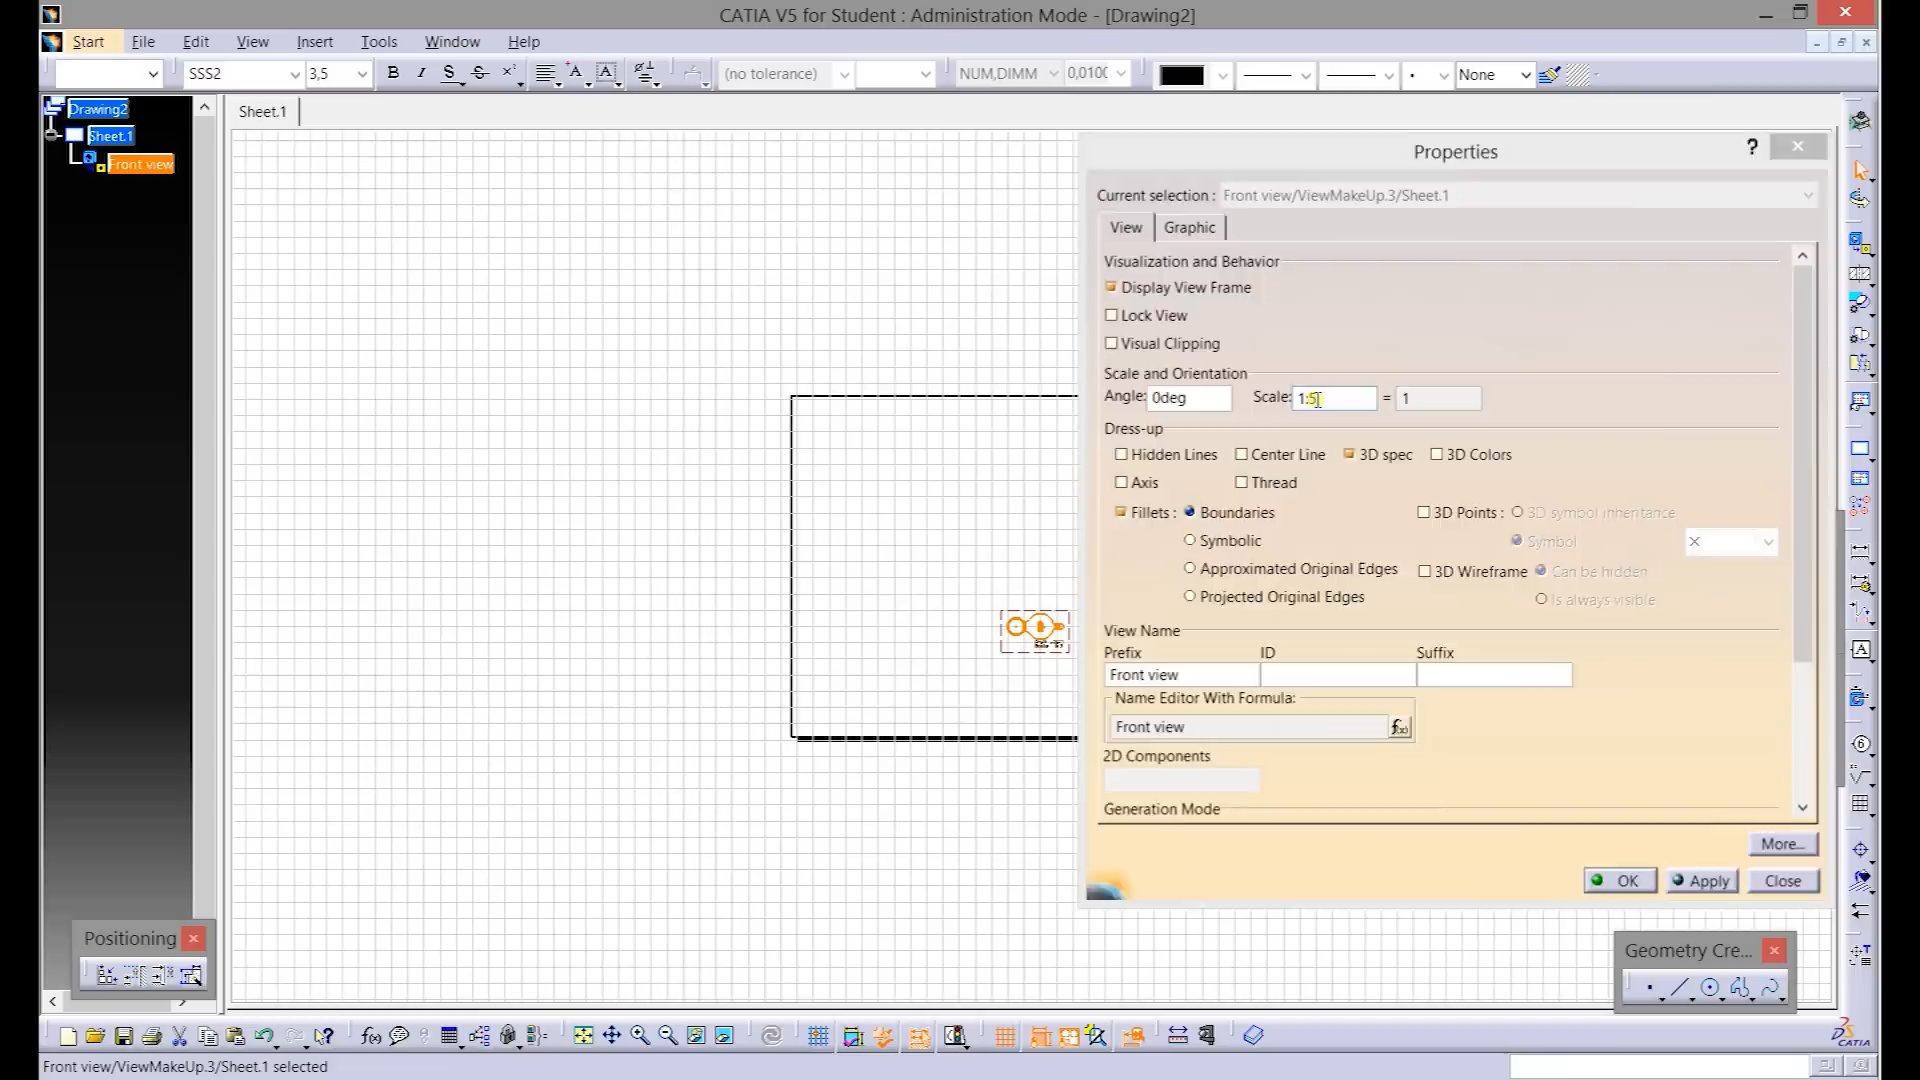 CATIA V5 for Student : Administration Mode - [Drawing2]
Start File Edit View Insert Tools Window Help
SSS2 3,5 B I S S (no tolerance) NUM,DIMM 0,0100 None
Drawing2
Sheet.1
Front view
Sheet.1
Properties
?
Current selection : Front view/ViewMakeUp.3/Sheet.1
View Graphic
Visualization and Behavior
Display View Frame
Lock View
Visual Clipping
Scale and Orientation
Angle: 0deg Scale: 1:5 = 1
Dress-up
Hidden Lines Center Line 3D spec 3D Colors
Axis Thread
Fillets : Boundaries 3D Points : 3D symbol inheritance
Symbolic Symbol
Approximated Original Edges 3D Wireframe Can be hidden
Projected Original Edges Is always visible
View Name
Prefix ID Suffix
Front view
Name Editor With Formula:
Front view f(x)
2D Components
Generation Mode
More...
OK Apply Close
Positioning
Geometry Cre...
CATIA
Front view/ViewMakeUp.3/Sheet.1 selected